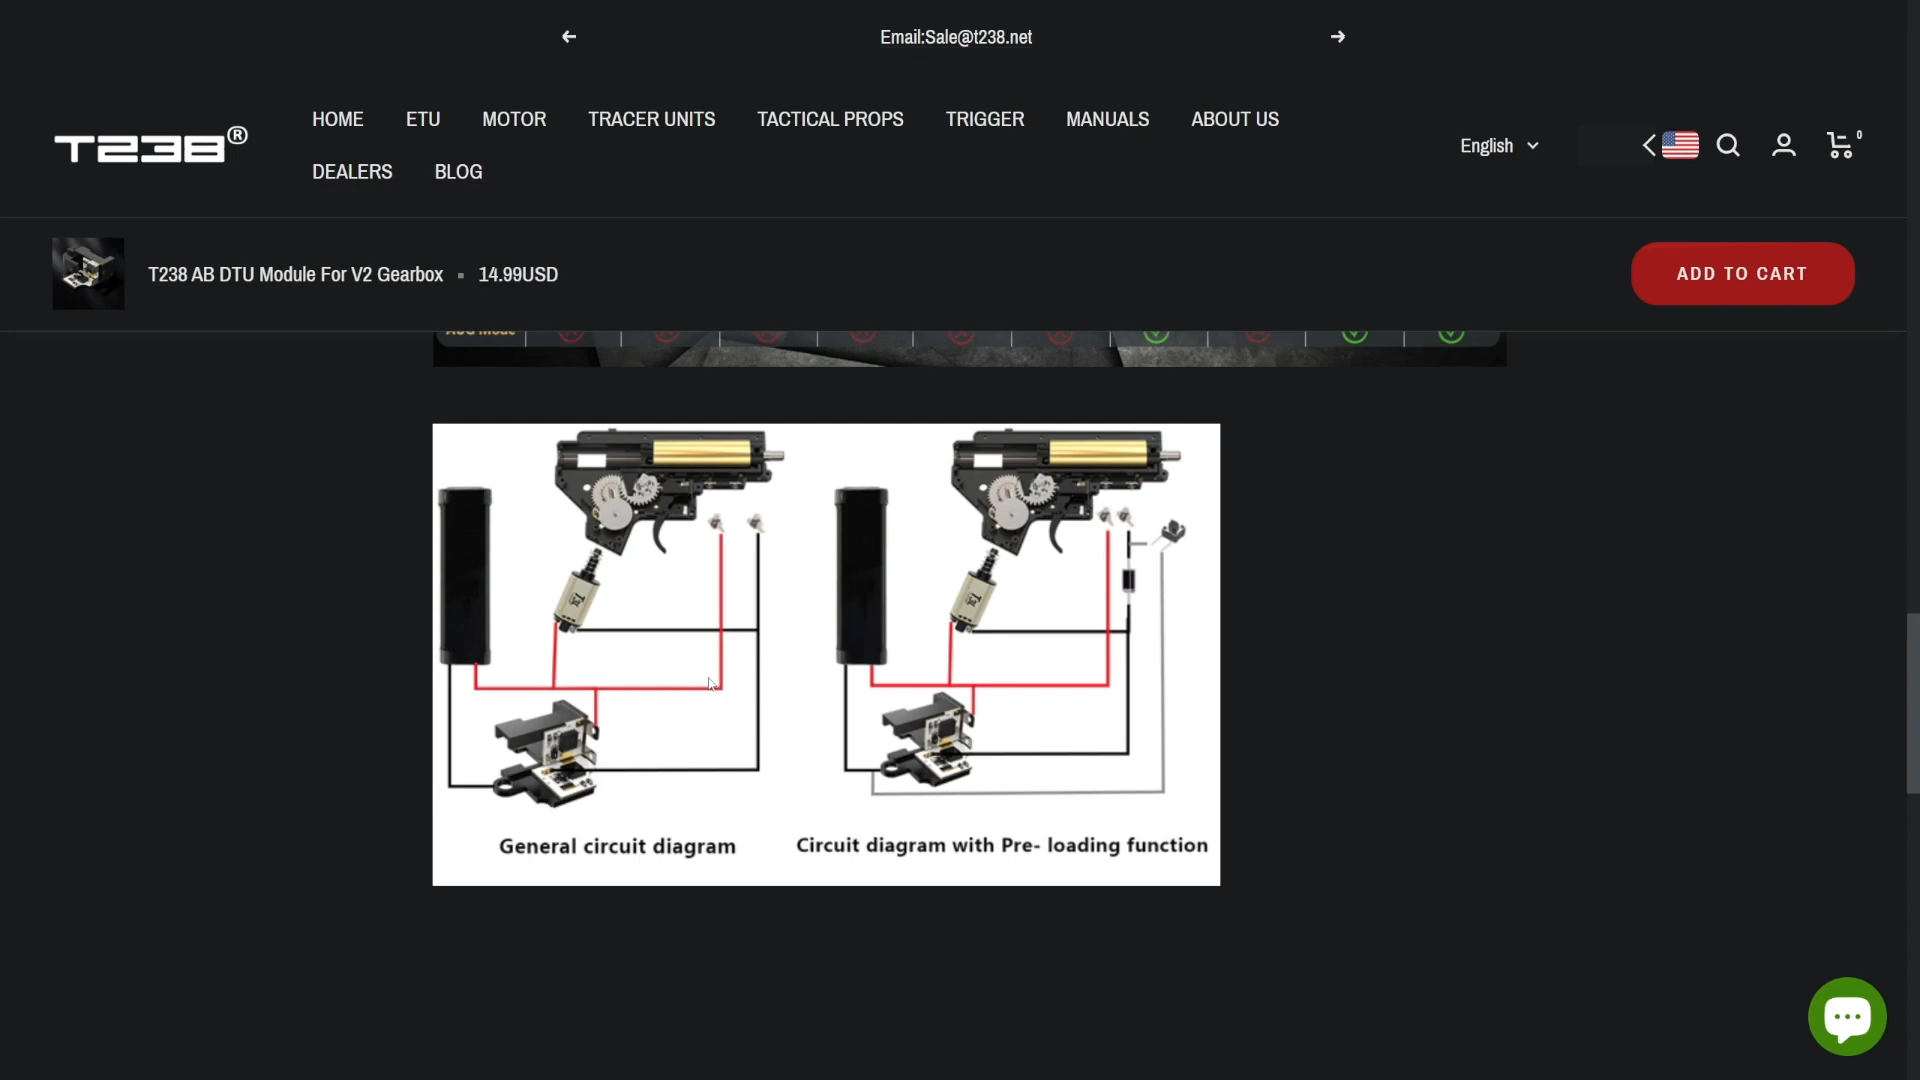 Email:Sale@t238.net
T238®
HOME ETU MOTOR TRACER UNITS TACTICAL PROPS TRIGGER MANUALS ABOUT US
DEALERS BLOG
English
0
T238 AB DTU Module For V2 Gearbox ▪ 14.99USD
ADD TO CART
General circuit diagram
Circuit diagram with Pre- loading function